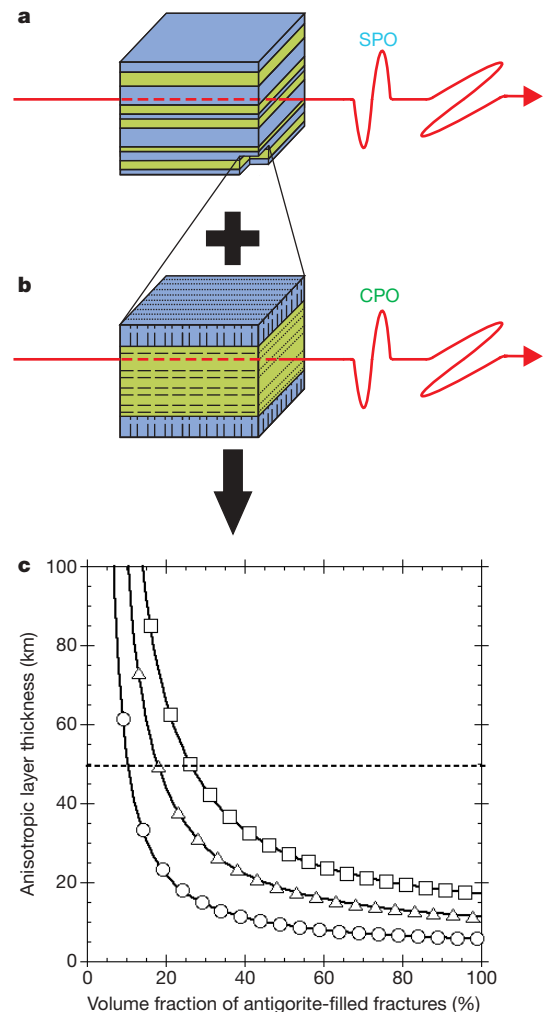 a
SPO
b
CPO
c
100
80
60
40
20
0
Anisotropic layer thickness (km)
0 20 40 60 80 100
Volume fraction of antigorite-filled fractures (%)